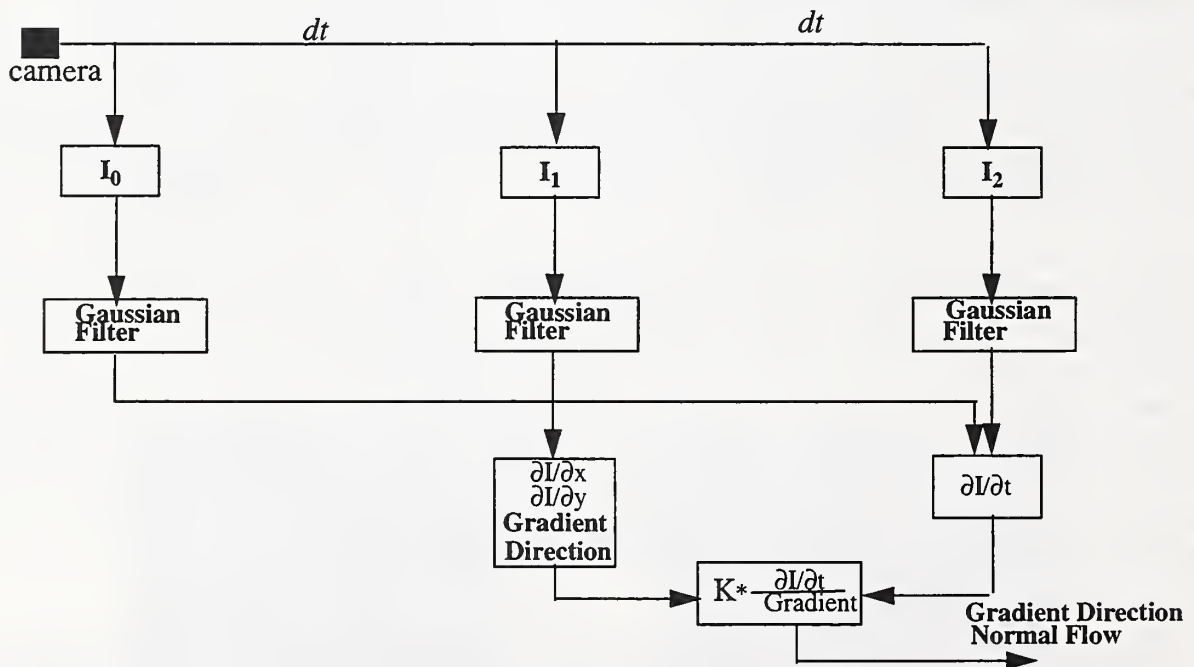 dt
dt
camera
I₀
I₁
I₂
Gaussian
Filter
Gaussian
Filter
Gaussian
Filter
∂I/∂x
∂I/∂y
Gradient
Direction
∂I/∂t
K* ∂I/∂t
Gradient
Gradient Direction
Normal Flow